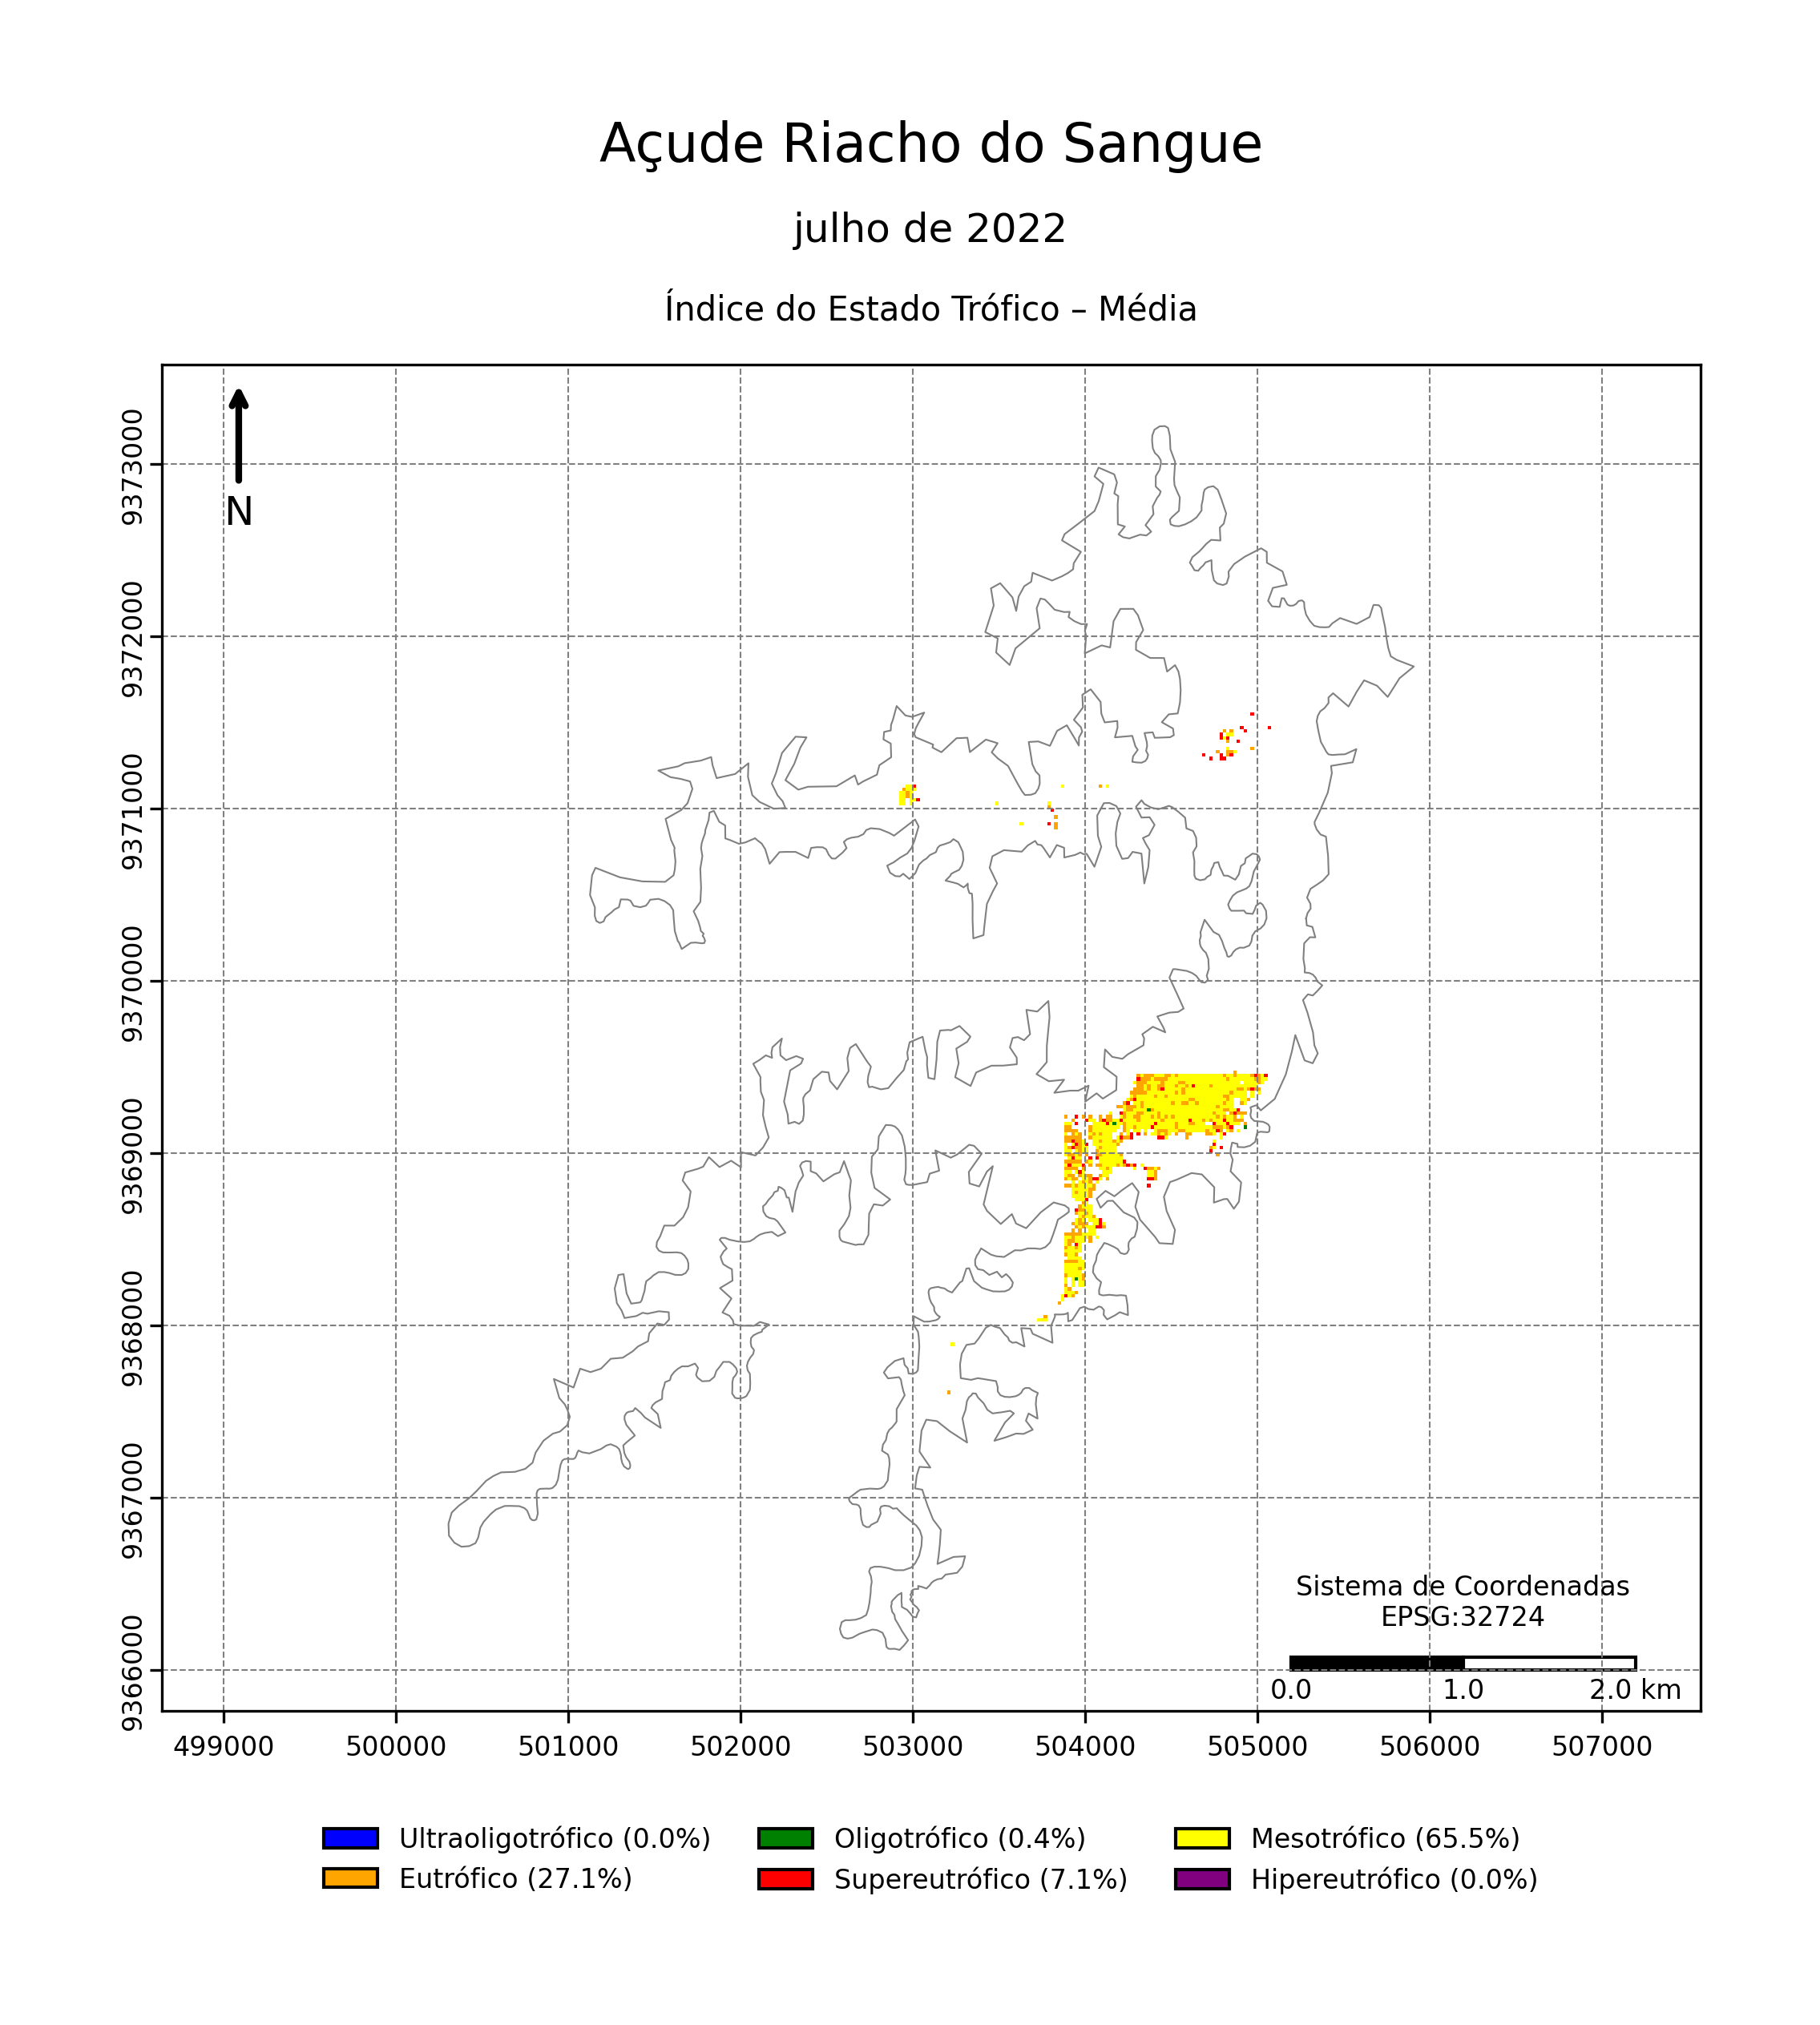 Açude Riacho do Sangue
julho de 2022
Índice do Estado Trófico – Média
N
9373000
9372000
9371000
9370000
9369000
9368000
9367000
9366000
Sistema de Coordenadas
EPSG:32724
0.0 1.0 2.0 km
499000 500000 501000 502000 503000 504000 505000 506000 507000
Ultraoligotrófico (0.0%) Oligotrófico (0.4%) Mesotrófico (65.5%)
Eutrófico (27.1%) Supereutrófico (7.1%) Hipereutrófico (0.0%)